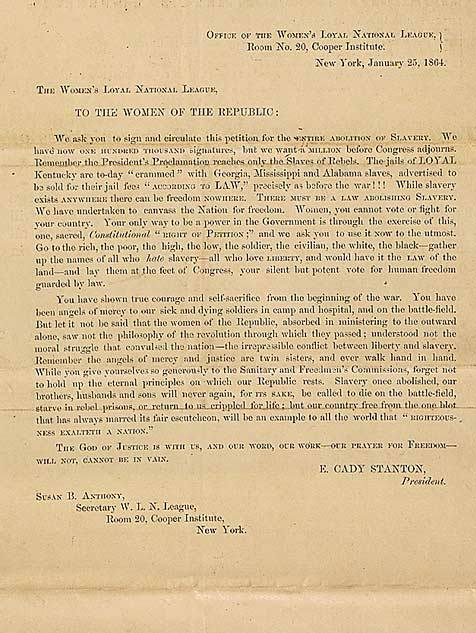 Office of the Women's Loyal National League,
Room No. 20, Cooper Institute.
New York, January 25, 1864.
The Women's Loyal National League,
TO THE WOMEN OF THE REPUBLIC:
We ask you to sign and circulate this petition for the ENTIRE ABOLITION OF SLAVERY. We
have now ONE HUNDRED THOUSAND signatures, but we want a MILLION before Congress adjourns.
Remember the President's Proclamation reaches only the Slaves of Rebels. The jails of LOYAL
Kentucky are to-day "crammed" with Georgia, Mississippi and Alabama slaves, advertised to
be sold for their jail fees "ACCORDING TO LAW," precisely as before the war!!! While slavery
exists ANYWHERE there can be freedom NOWHERE. THERE MUST BE A LAW ABOLISHING SLAVERY.
We have undertaken to canvass the Nation for freedom. Women, you cannot vote or fight for
your country. Your only way to be a power in the Government is through the exercise of this,
one, sacred, Constitutional "RIGHT OF PETITION;" and we ask you to use it now to the utmost.
Go to the rich, the poor, the high, the low, the soldier, the civilian, the white, the black—gather
up the names of all who hate slavery—all who love LIBERTY, and would have it the LAW of the
land—and lay them at the feet of Congress, your silent but potent vote for human freedom
guarded by law.
You have shown true courage and self-sacrifice from the beginning of the war. You have
been angels of mercy to our sick and dying soldiers in camp and hospital, and on the battle-field.
But let it not be said that the women of the Republic, absorbed in ministering to the outward
alone, saw not the philosophy of the revolution through which they passed; understood not the
moral struggle that convulsed the nation—the irrepressible conflict between liberty and slavery.
Remember the angels of mercy and justice are twin sisters, and ever walk hand in hand.
While you give yourselves so generously to the Sanitary and Freedmen's Commissions, forget not
to hold up the eternal principles on which our Republic rests. Slavery once abolished, our
brothers, husbands and sons will never again, FOR ITS SAKE, be called to die on the battle-field,
starve in rebel prisons, or return to us crippled for life; but our country free from the one blot
that has always marred its fair escutcheon, will be an example to all the world that "RIGHTEOUS-
NESS EXALTETH A NATION."
THE GOD OF JUSTICE IS WITH US, AND OUR WORD, OUR WORK—OUR PRAYER FOR FREEDOM—
WILL NOT, CANNOT BE IN VAIN.
E. CADY STANTON,
President.
Susan B. Anthony,
Secretary W. L. N. League,
Room 20, Cooper Institute,
New York.